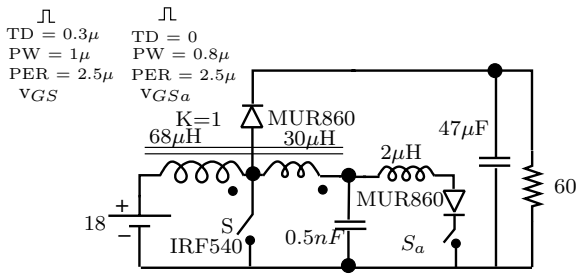 TD = 0.3μ TD = 0
PW = 1μ PW = 0.8μ
PER = 2.5μ PER = 2.5μ
vGS vGSa
K=1 MUR860
68μH 30μH 47μF
2μH
MUR860 60
18 + S
− IRF540 0.5nF Sa